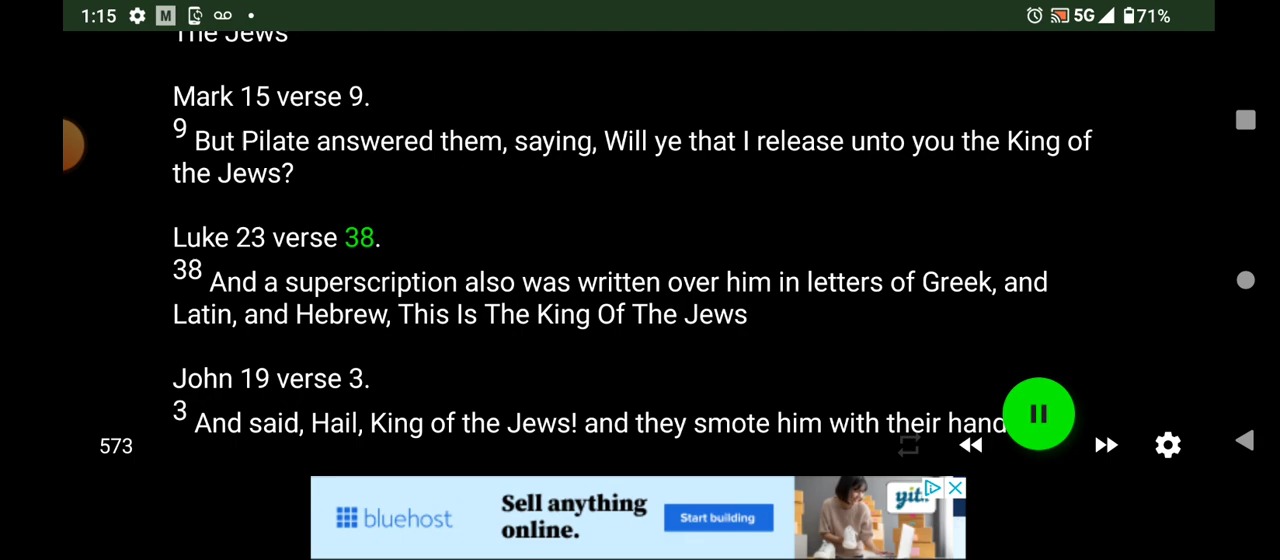 1:15 M 5G 71%
The Jews
Mark 15 verse 9.
9 But Pilate answered them, saying, Will ye that I release unto you the King of
the Jews?
Luke 23 verse 38.
38 And a superscription also was written over him in letters of Greek, and
Latin, and Hebrew, This Is The King Of The Jews
John 19 verse 3.
3 And said, Hail, King of the Jews! and they smote him with their hand
573
bluehost
Sell anything
online.
Start building
yit!